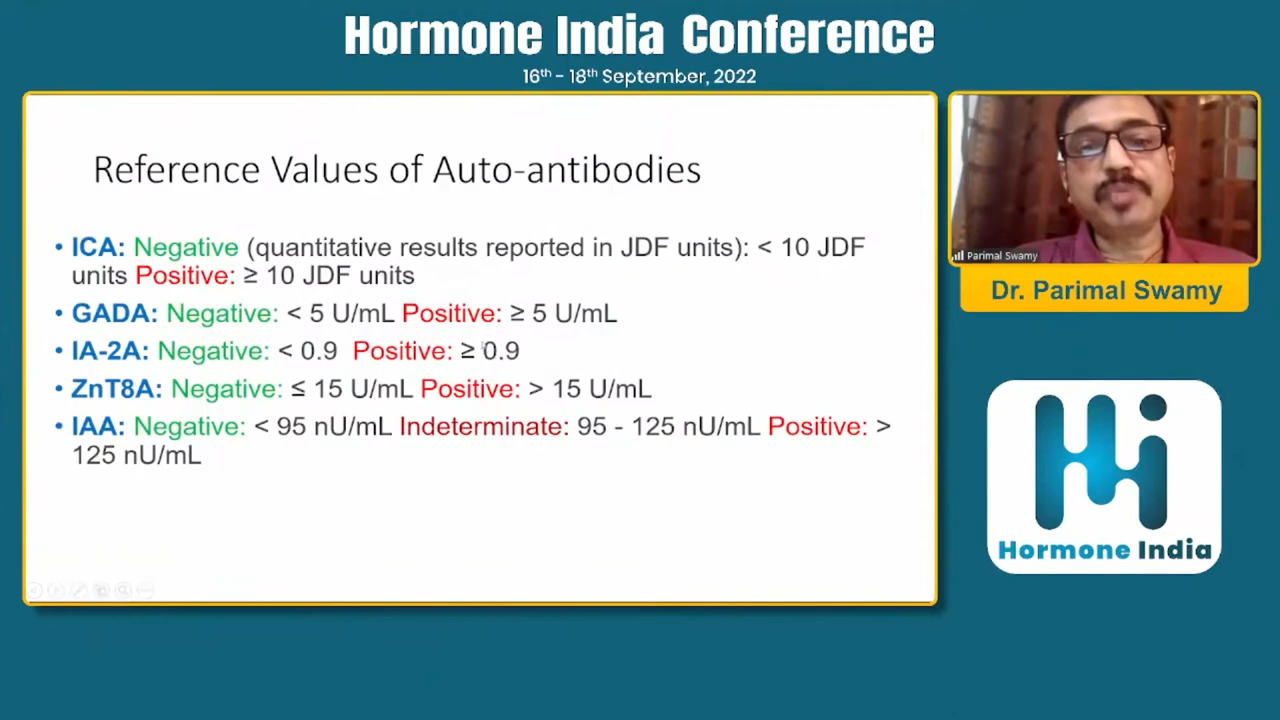 Hormone India Conference
16th - 18th September, 2022
Reference Values of Auto-antibodies
• ICA: Negative (quantitative results reported in JDF units): < 10 JDF
units Positive: ≥ 10 JDF units
• GADA: Negative: < 5 U/mL Positive: ≥ 5 U/mL
• IA-2A: Negative: < 0.9 Positive: ≥ 0.9
• ZnT8A: Negative: ≤ 15 U/mL Positive: > 15 U/mL
• IAA: Negative: < 95 nU/mL Indeterminate: 95 - 125 nU/mL Positive: >
125 nU/mL
Parimal Swamy
Dr. Parimal Swamy
Hormone India